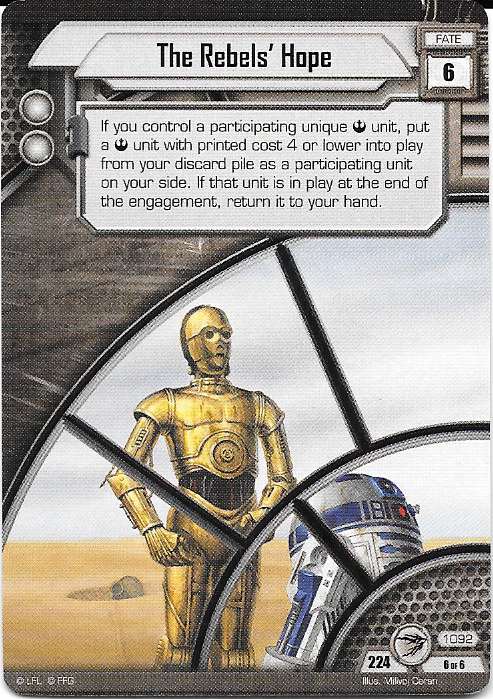 The Rebels' Hope
FATE
6
If you control a participating unique unit, put
a unit with printed cost 4 or lower into play
from your discard pile as a participating unit
on your side. If that unit is in play at the end of
the engagement, return it to your hand.
1092
224
6 OF 6
© LFL © FFG
Illus. Milivoj Ćeran